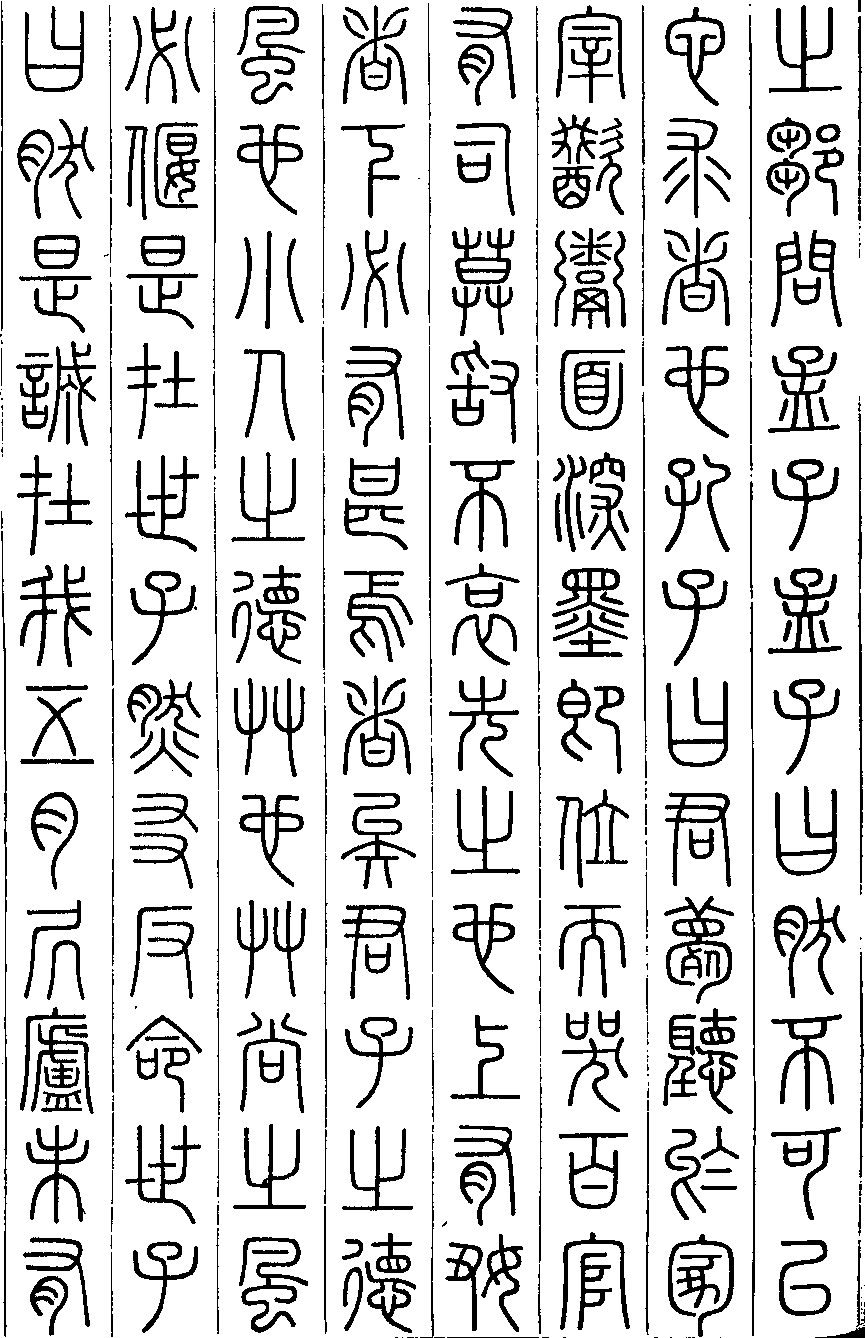 之鄒問孟子孟子曰然不可以
它求者也孔子曰君薨聽於冢
宰歠粥面深墨即位而哭百官
有司莫敢不哀先之也上有好
者下必有甚焉者矣君子之德
風也小人之德艸也艸尚之風
必偃是在世子然友反命世子
曰然是誠在我五月居廬未有